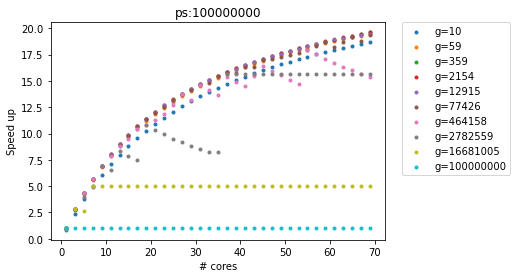 ps:100000000
20.0
17.5
15.0
12.5
10.0
7.5
5.0
2.5
0.0
Speed up
0 10 20 30 40 50 60 70
# cores
g=10
g=59
g=359
g=2154
g=12915
g=77426
g=464158
g=2782559
g=16681005
g=100000000